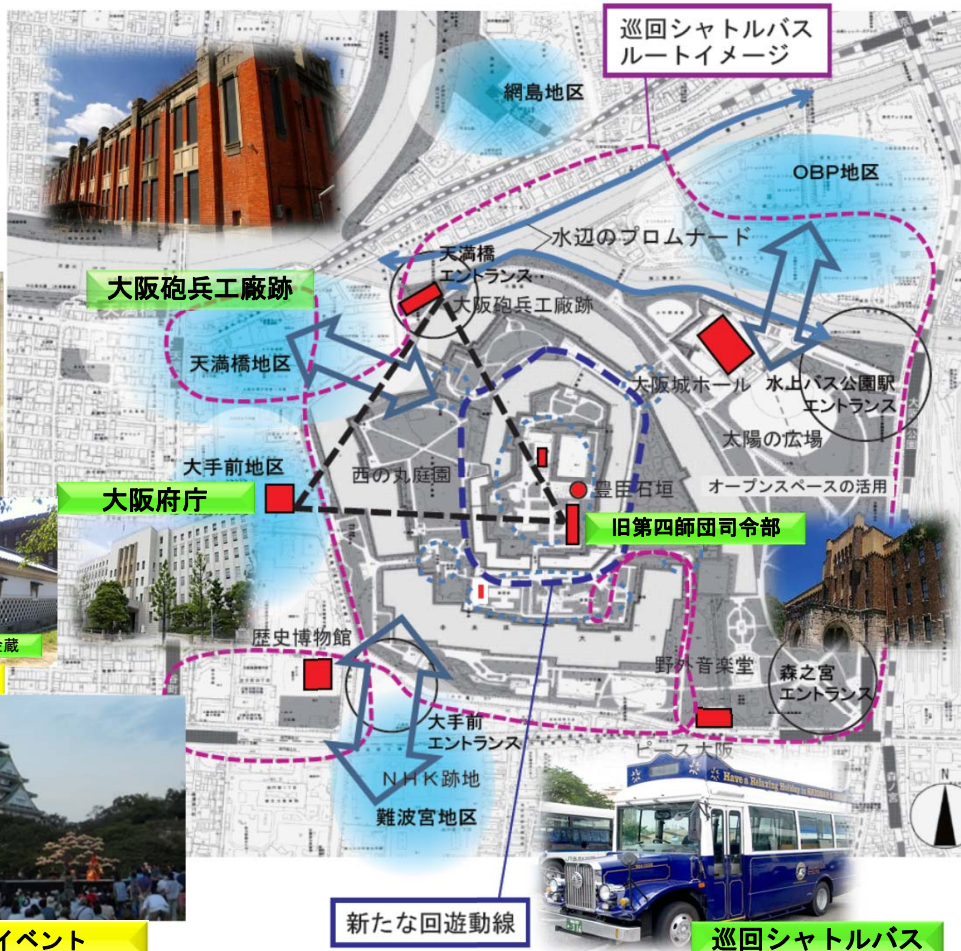 巡回シャトルバス
ルートイメージ
網島地区
OBP地区
水辺のプロムナード
天満橋
エントランス
大阪砲兵工廠跡
大阪砲兵工廠跡
天満橋地区
大阪城ホール
水上バス公園駅
エントランス
太陽の広場
大手前地区
西の丸庭園
豊臣石垣
オープンスペースの活用
大阪府庁
旧第四師団司令部
金蔵
歴史博物館
野外音楽堂
森之宮
エントランス
大手前
エントランス
ピース大阪
NHK跡地
難波宮地区
N
Have a Relaxing Holiday in
新たな回遊動線
イベント
巡回シャトルバス